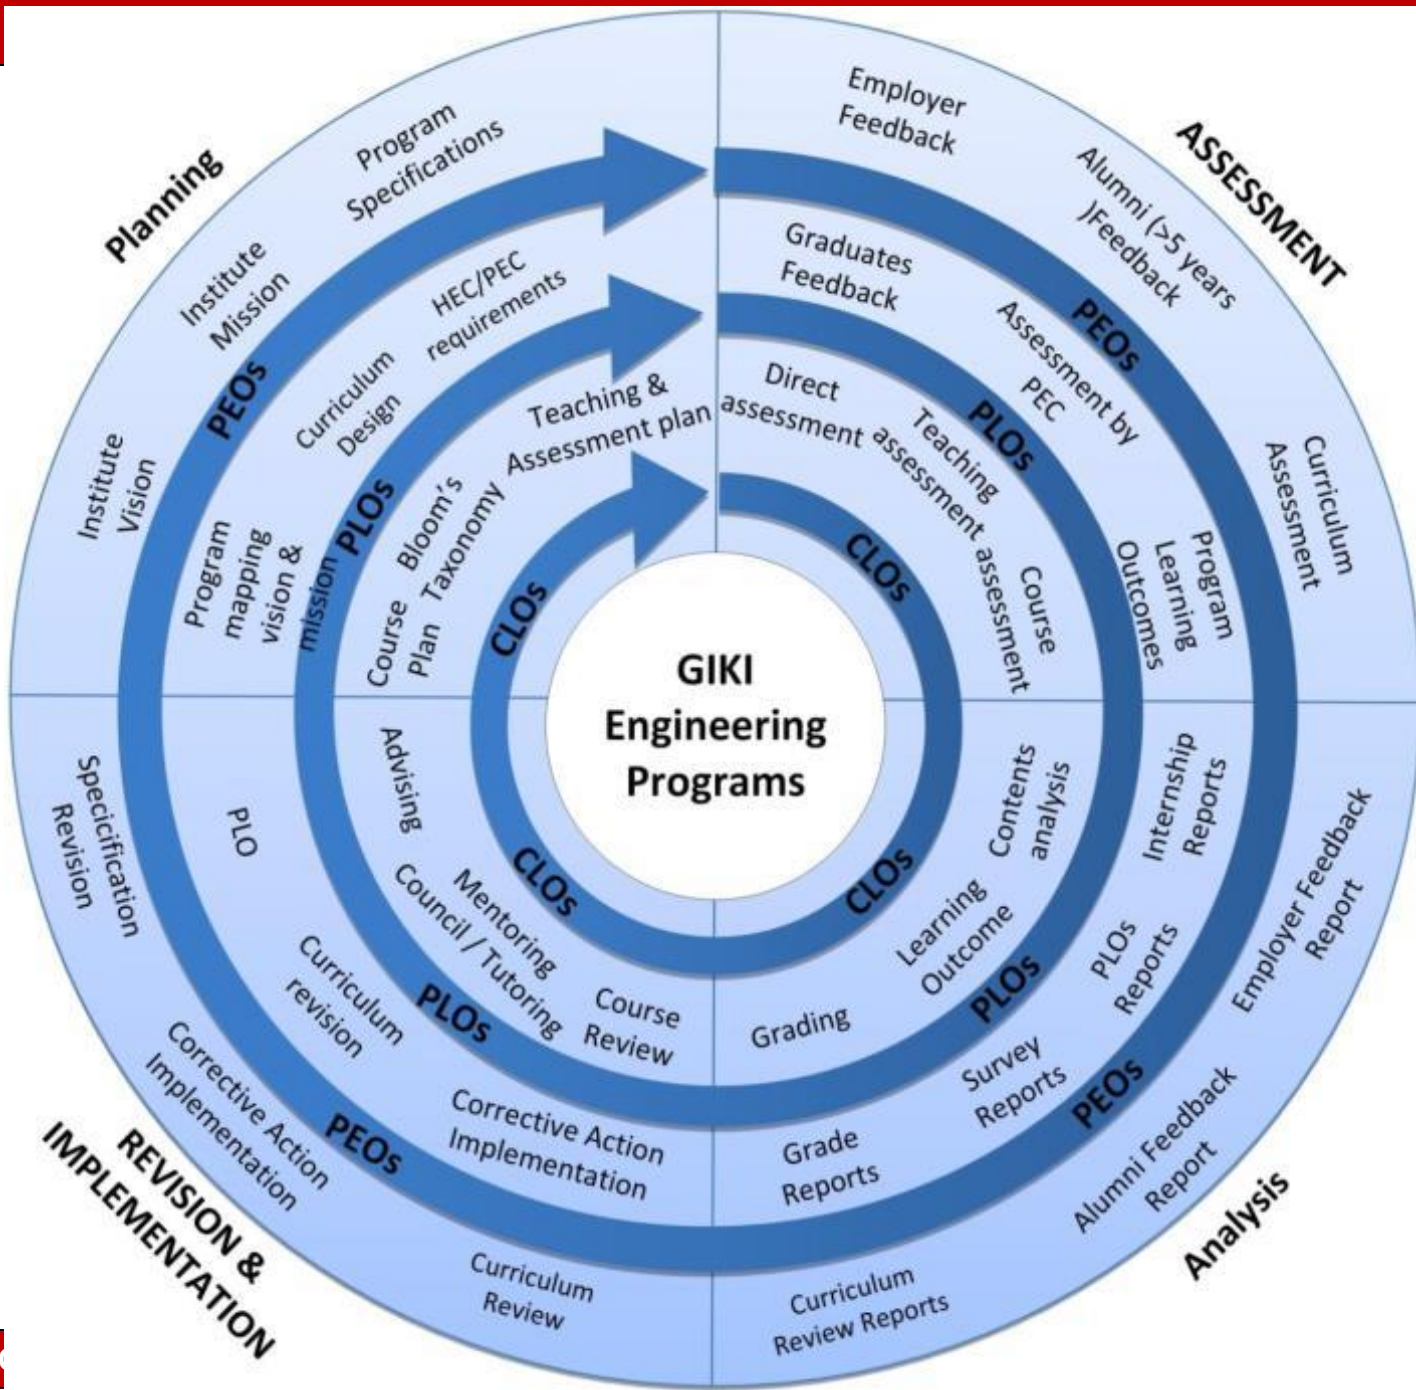 Planning
Program
Specifications
Institute
Mission
Institute
Vision
PEOs
HEC/PEC
requirements
Curriculum
Design
Program
mapping
vision &
mission
PLOs
Teaching &
Assessment plan
Bloom's
Taxonomy
Course
Plan
CLOs
ASSESSMENT
Employer
Feedback
Alumni (>5 years
)Feedback
Curriculum
Assessment
PEOs
Graduates
Feedback
Assessment by
PEC
Program
Learning
Outcomes
PLOs
Direct
assessment
Teaching
assessment
Course
assessment
CLOs
GIKI
Engineering
Programs
Analysis
Contents
analysis
Learning
Outcome
Grading
CLOs
Internship
Reports
PLOs
Reports
Survey
Reports
Grade
Reports
PLOs
Employer Feedback
Report
Alumni Feedback
Report
Curriculum
Review Reports
PEOs
REVISION &
IMPLEMENTATION
Advising
Mentoring
Council / Tutoring
Course
Review
CLOs
PLO
Curriculum
revision
Corrective Action
Implementation
PLOs
Specicification
Revision
Corrective Action
Implementation
Curriculum
Review
PEOs